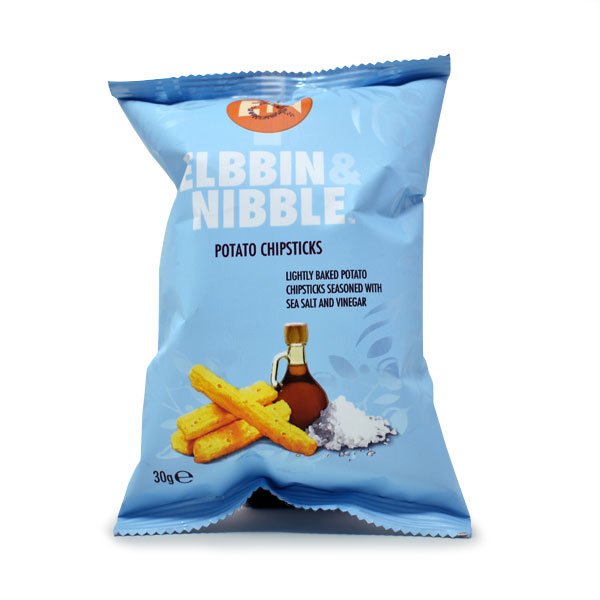 ELBBIN &
NIBBLE
POTATO CHIPSTICKS
LIGHTLY BAKED POTATO
CHIPSTICKS SEASONED WITH
SEA SALT AND VINEGAR
30g e